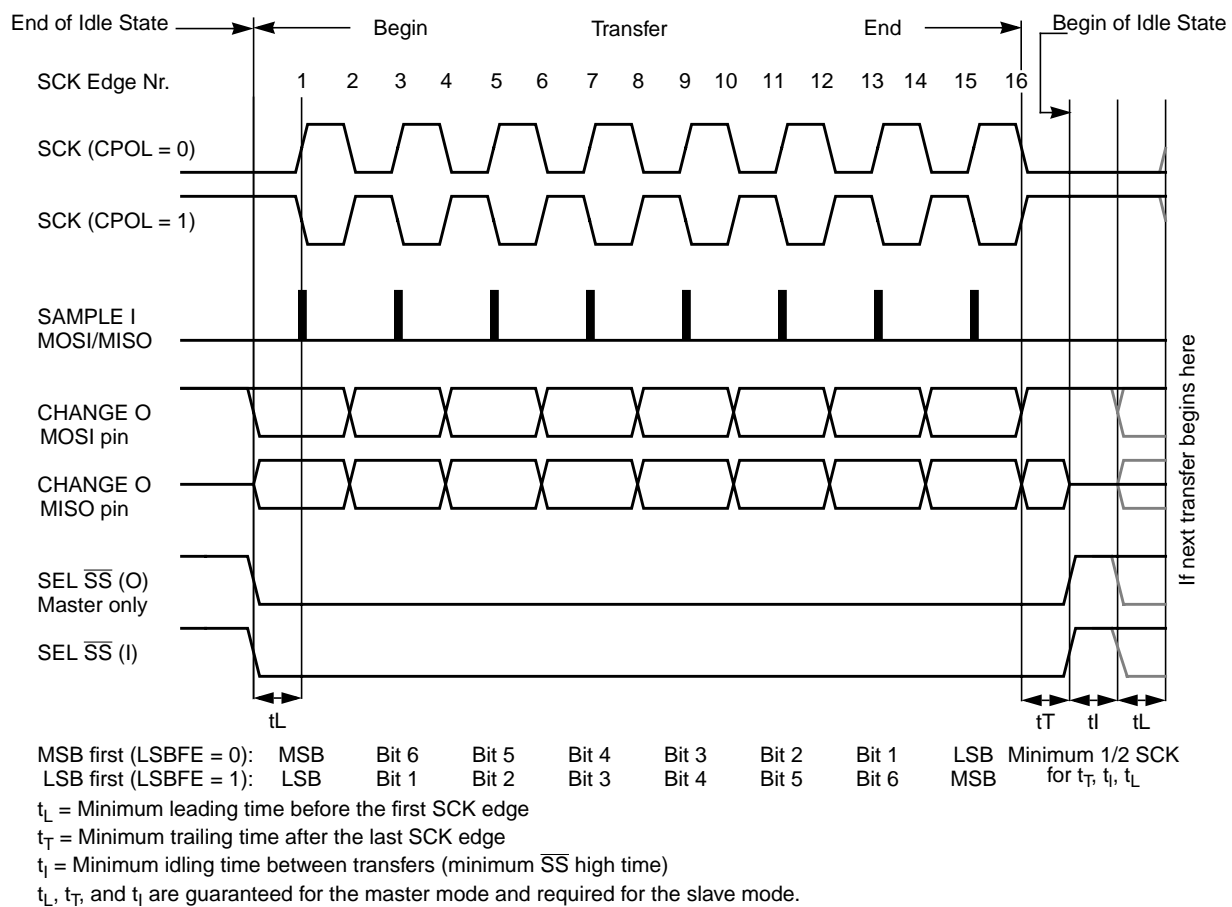 End of Idle State
Begin
Transfer
End
Begin of Idle State
SCK Edge Nr.
1 2 3 4 5 6 7 8 9 10 11 12 13 14 15 16
SCK (CPOL = 0)
SCK (CPOL = 1)
SAMPLE I
MOSI/MISO
CHANGE O
MOSI pin
CHANGE O
MISO pin
SEL S̅S̅ (O)
Master only
SEL S̅S̅ (I)
If next transfer begins here
tL
tT tI tL
MSB first (LSBFE = 0): MSB Bit 6 Bit 5 Bit 4 Bit 3 Bit 2 Bit 1 LSB
LSB first (LSBFE = 1): LSB Bit 1 Bit 2 Bit 3 Bit 4 Bit 5 Bit 6 MSB
Minimum 1/2 SCK
for tT, tI, tL
tL = Minimum leading time before the first SCK edge
tT = Minimum trailing time after the last SCK edge
tI = Minimum idling time between transfers (minimum S̅S̅ high time)
tL, tT, and tI are guaranteed for the master mode and required for the slave mode.